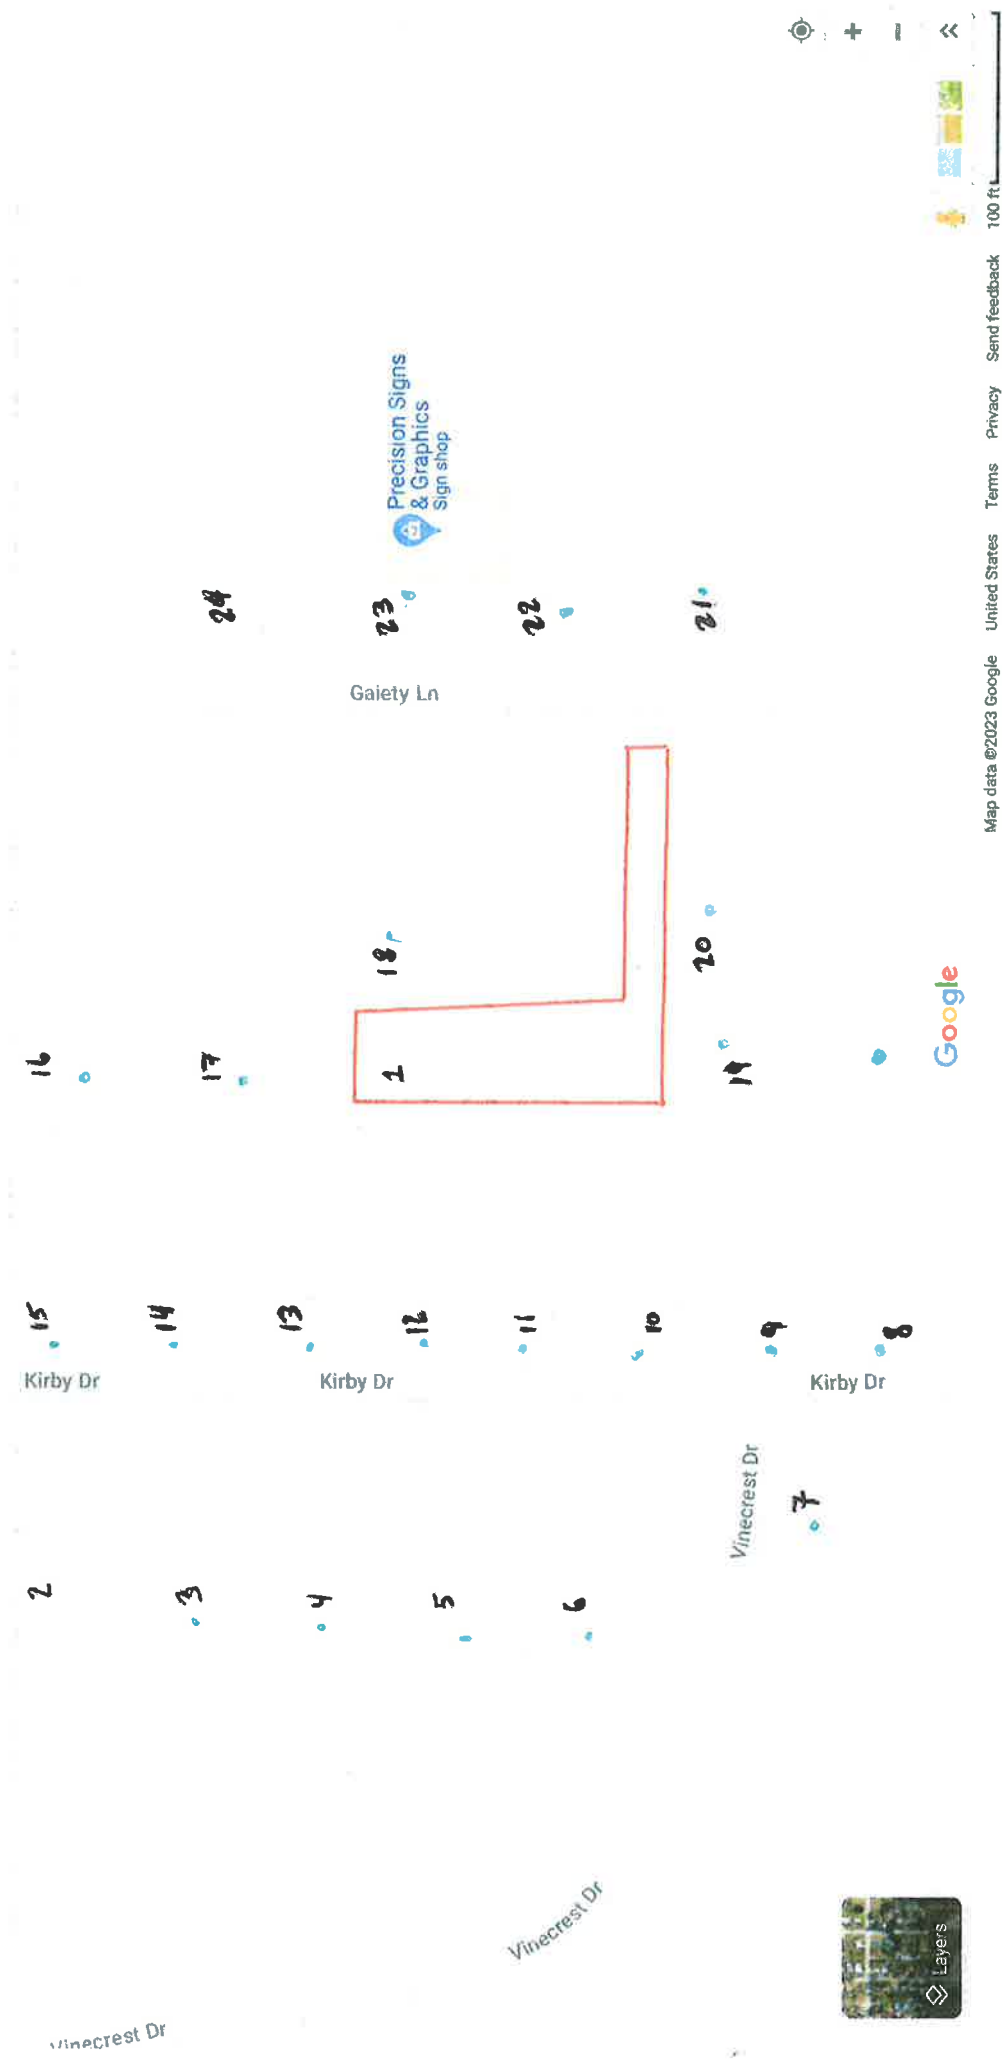 16
17
18
1
20
19
24
23
22
21
Gaiety Ln
Precision Signs
& Graphics
Sign shop
15
14
13
12
11
10
9
8
Kirby Dr
Kirby Dr
Kirby Dr
2
3
4
5
6
7
Vinecrest Dr
Vinecrest Dr
Vinecrest Dr
Layers
Google
Map data ©2023 Google United States Terms Privacy Send feedback 100 ft